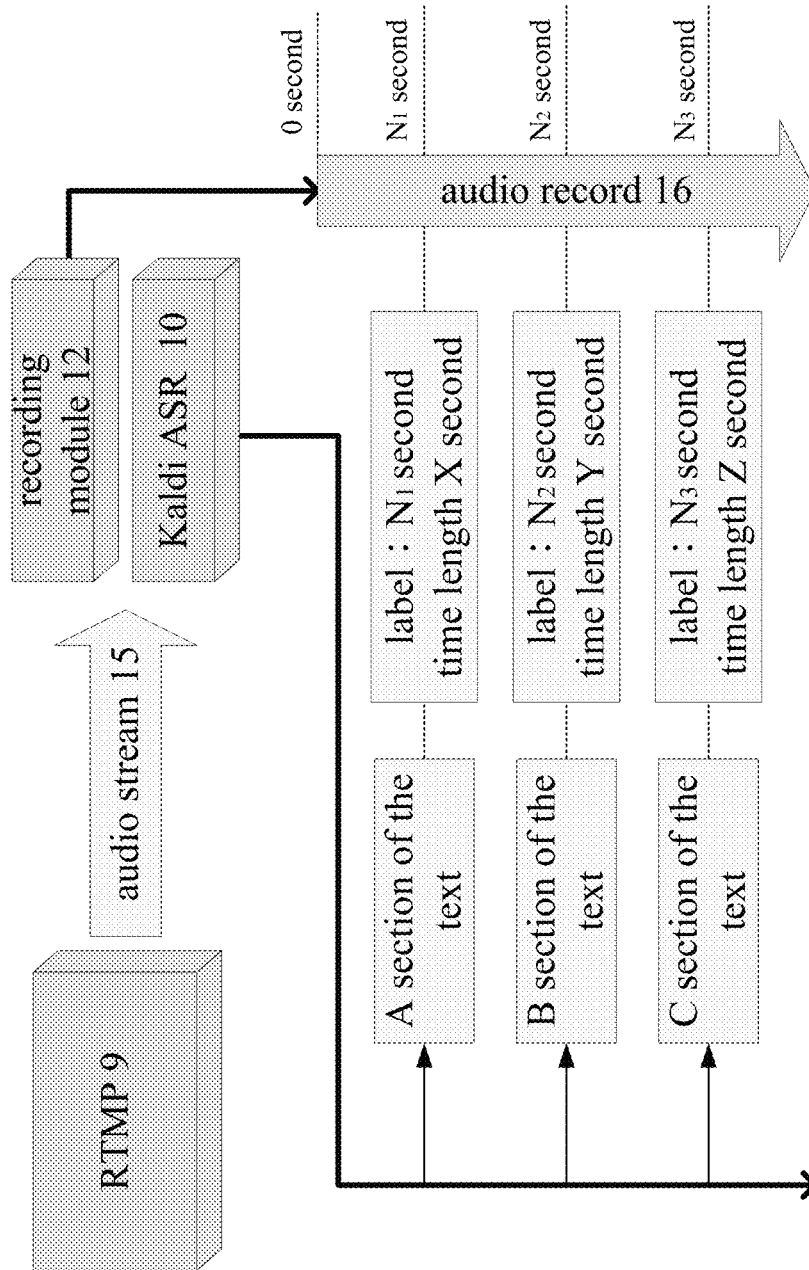 RTMP 9
audio stream 15
recording
module 12
Kaldi ASR 10
0 second
N₁ second
N₂ second
N₃ second
audio record 16
A section of the
text
label：N₁ second
time length X second
B section of the
text
label：N₂ second
time length Y second
C section of the
text
label：N₃ second
time length Z second